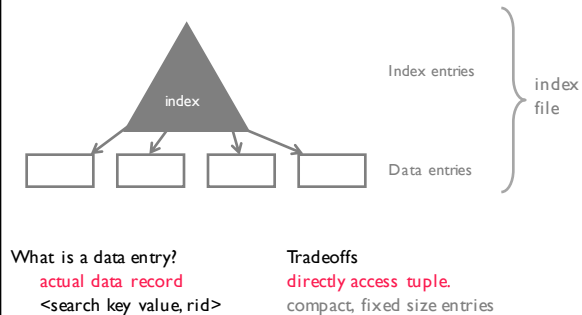 Index entries
index
index
file
Data entries
What is a data entry?
actual data record
<search key value, rid>
Tradeoffs
directly access tuple.
compact, fixed size entries